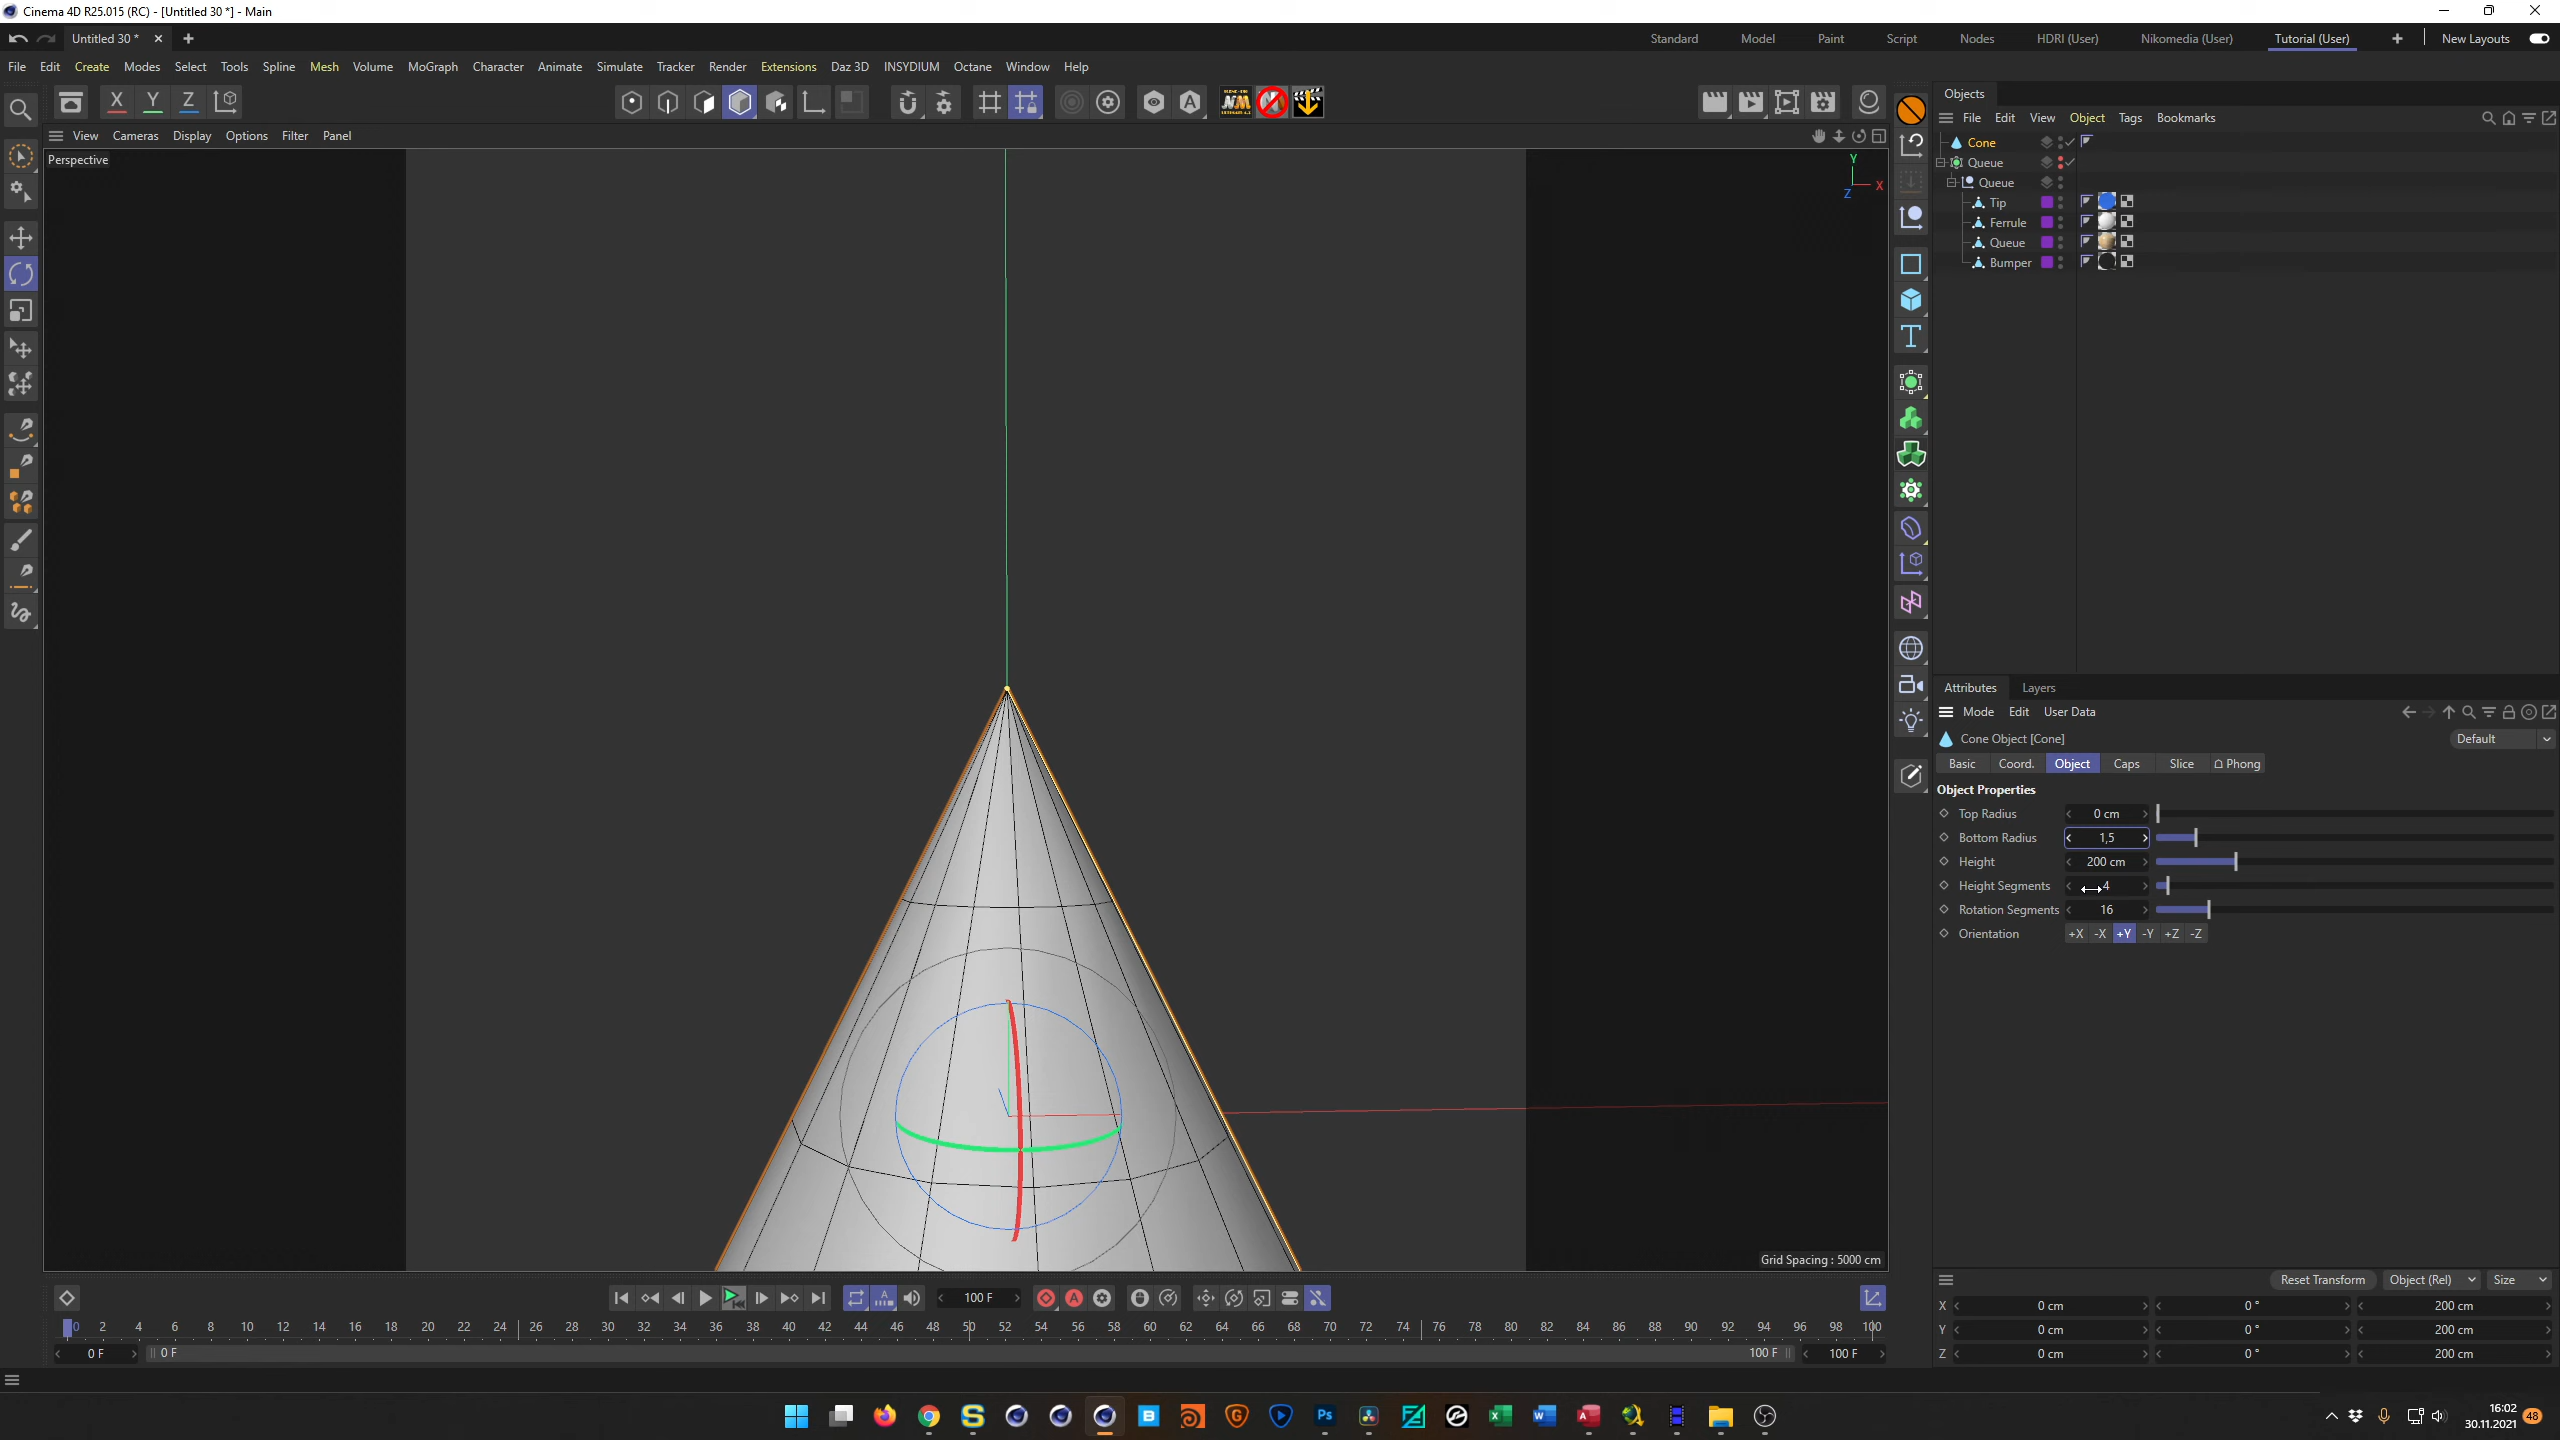 Cinema 4D R25.015 (RC) - [Untitled 30 *] - Main
Untitled 30 *
Standard Model Paint Script Nodes HDRI (User) Nikomedia (User) Tutorial (User) New Layouts
File Edit Create Modes Select Tools Spline Mesh Volume MoGraph Character Animate Simulate Tracker Render Extensions Daz 3D INSYDIUM Octane Window Help
X Y Z
View Cameras Display Options Filter Panel
Perspective
Y
X
Z
Grid Spacing : 5000 cm
Objects
File Edit View Object Tags Bookmarks
Cone
Queue
Queue
Tip
Ferrule
Queue
Bumper
Attributes Layers
Mode Edit User Data
Cone Object [Cone] Default
Basic Coord. Object Caps Slice Phong
Object Properties
Top Radius 0 cm
Bottom Radius 1,5
Height 200 cm
Height Segments 4
Rotation Segments 16
Orientation +X -X +Y -Y +Z -Z
Reset Transform Object (Rel) Size
X 0 cm 0° 200 cm
Y 0 cm 0° 200 cm
Z 0 cm 0° 200 cm
100 F
0 2 4 6 8 10 12 14 16 18 20 22 24 26 28 30 32 34 36 38 40 42 44 46 48 50 52 54 56 58 60 62 64 66 68 70 72 74 76 78 80 82 84 86 88 90 92 94 96 98 100
0 F 0 F 100 F 100 F
16:02
30.11.2021
48